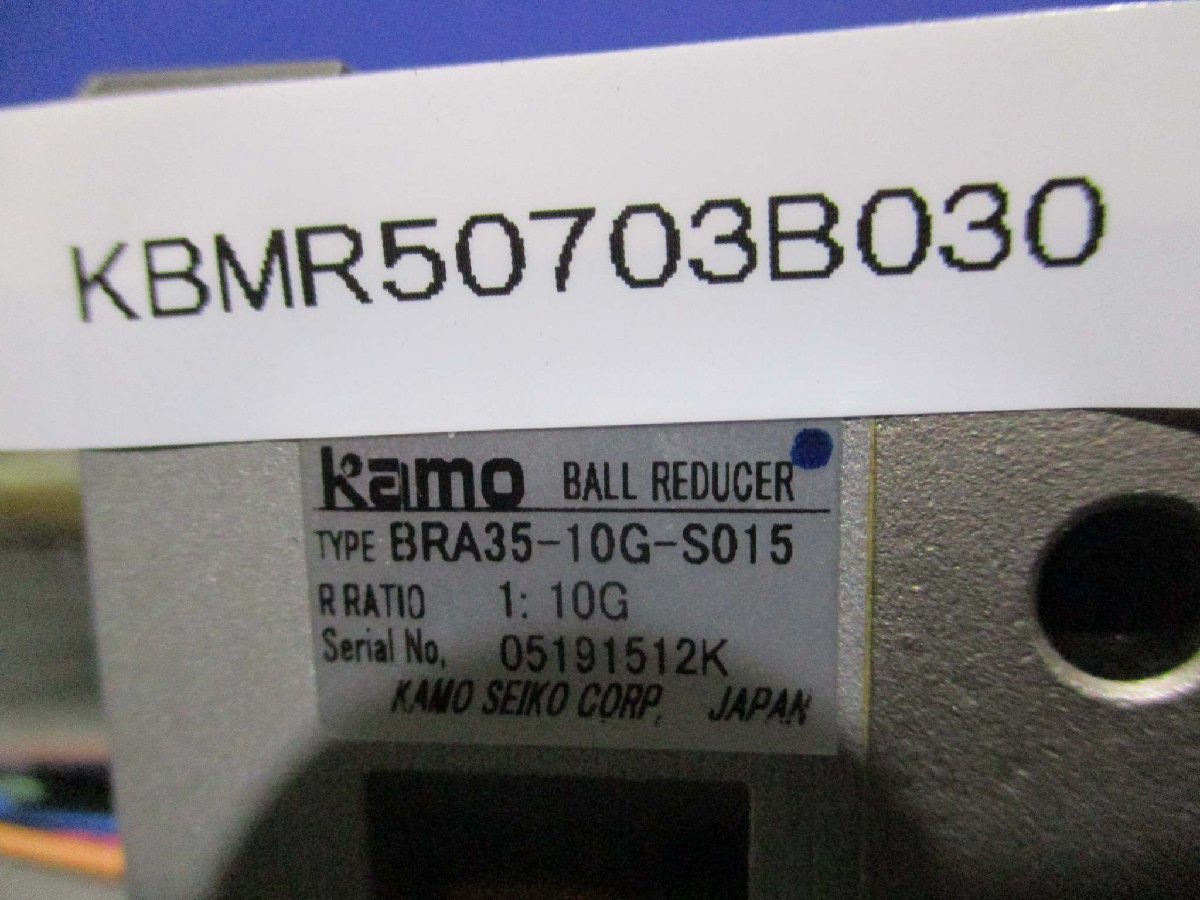 KBMR50703B030
Kamo BALL REDUCER
TYPE BRA35-10G-S015
R RATIO 1: 10G
Serial No. 05191512K
KAMO SEIKO CORP. JAPAN